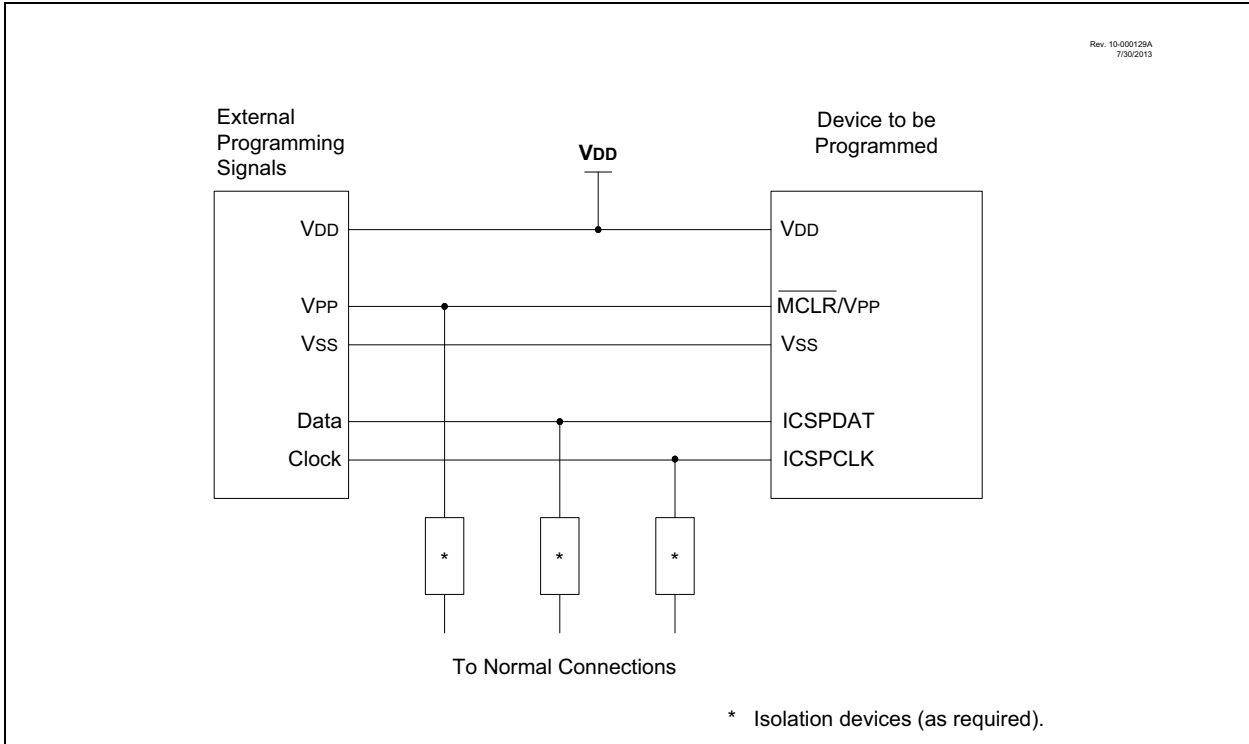 Rev. 10-000129A
7/30/2013
External
Programming
Signals
VDD
Device to be
Programmed
VDD
VDD
VPP
MCLR/VPP
VSS
VSS
Data
ICSPDAT
Clock
ICSPCLK
*
*
*
To Normal Connections
* Isolation devices (as required).